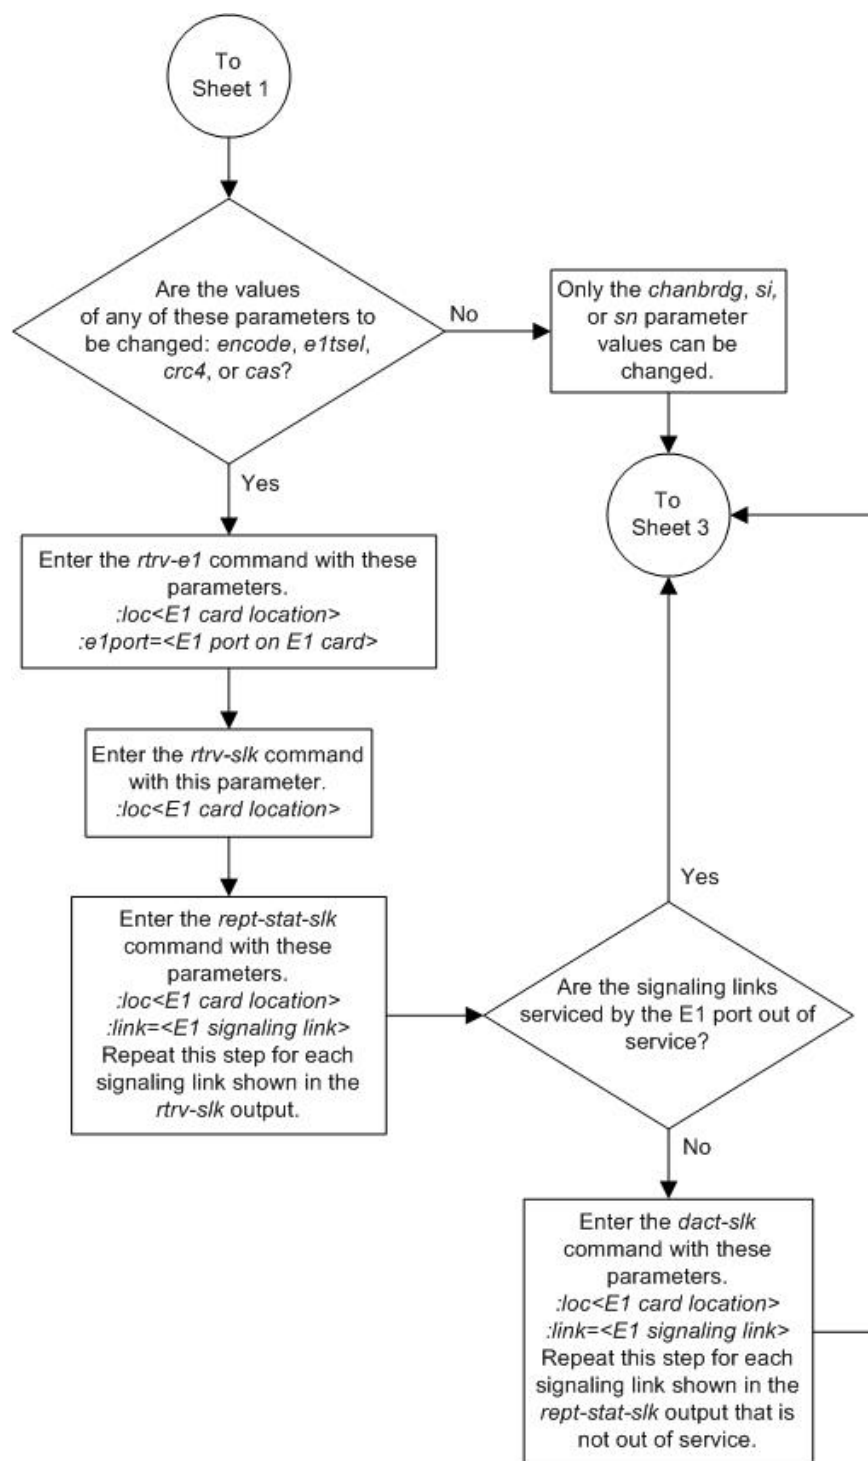 To
Sheet 1
Are the values
of any of these parameters to
be changed: encode, e1tsel,
crc4, or cas?
No
Only the chanbrdg, si,
or sn parameter
values can be
changed.
Yes
To
Sheet 3
Enter the rtrv-e1 command with these
parameters.
:loc<E1 card location>
:e1port=<E1 port on E1 card>
Enter the rtrv-slk command
with this parameter.
:loc<E1 card location>
Enter the rept-stat-slk
command with these
parameters.
:loc<E1 card location>
:link=<E1 signaling link>
Repeat this step for each
signaling link shown in the
rtrv-slk output.
Yes
Are the signaling links
serviced by the E1 port out of
service?
No
Enter the dact-slk
command with these
parameters.
:loc<E1 card location>
:link=<E1 signaling link>
Repeat this step for each
signaling link shown in the
rept-stat-slk output that is
not out of service.